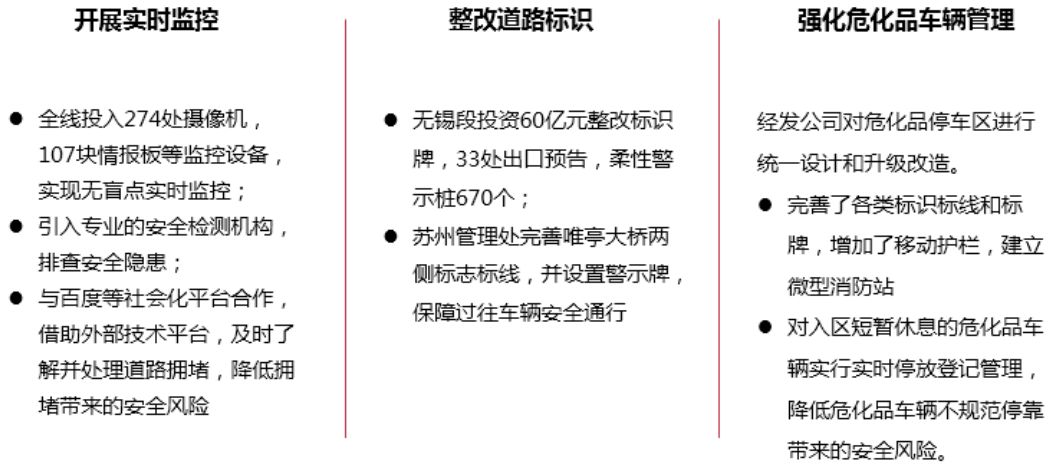 开展实时监控
● 全线投入274处摄像机，
107块情报板等监控设备，
实现无盲点实时监控；
● 引入专业的安全检测机构，
排查安全隐患；
● 与百度等社会化平台合作，
借助外部技术平台，及时了
解并处理道路拥堵，降低拥
堵带来的安全风险
整改道路标识
● 无锡段投资60亿元整改标识
牌，33处出口预告，柔性警
示桩670个；
● 苏州管理处完善唯亭大桥两
侧标志标线，并设置警示牌，
保障过往车辆安全通行
强化危化品车辆管理
经发公司对危化品停车区进行
统一设计和升级改造。
● 完善了各类标识标线和标
牌，增加了移动护栏，建立
微型消防站
● 对入区短暂休息的危化品车
辆实行实时停放登记管理，
降低危化品车辆不规范停靠
带来的安全风险。